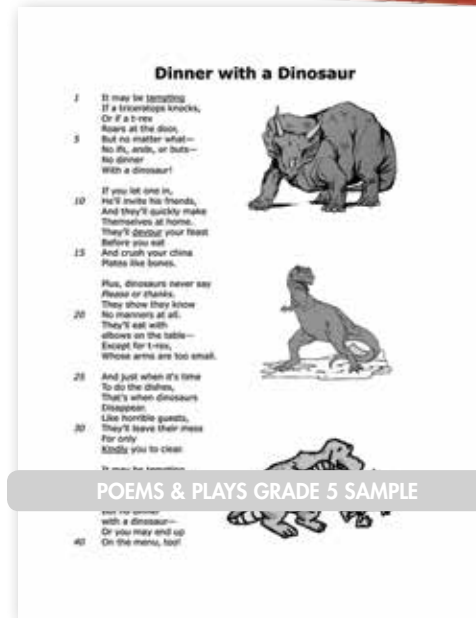 Dinner with a Dinosaur
1 It may be tempting
If a triceratops knocks,
Or if a t-rex
Roars at the door,
5 But no matter what—
No ifs, ands, or buts—
No dinner
With a dinosaur!
If you let one in,
10 He'll invite his friends,
And they'll quickly make
Themselves at home.
They'll devour your feast
Before you eat
15 And crush your china
Plates like bones.
Plus, dinosaurs never say
Please or thanks.
They show they know
20 No manners at all.
They'll eat with
elbows on the table—
Except for t-rex,
Whose arms are too small.
25 And just when it's time
To do the dishes,
That's when dinosaurs
Disappear.
Like horrible guests,
30 They'll leave their mess
For only
Kindly you to clear.
It may be tempting
POEMS & PLAYS GRADE 5 SAMPLE
with a dinosaur—
Or you may end up
40 On the menu, too!